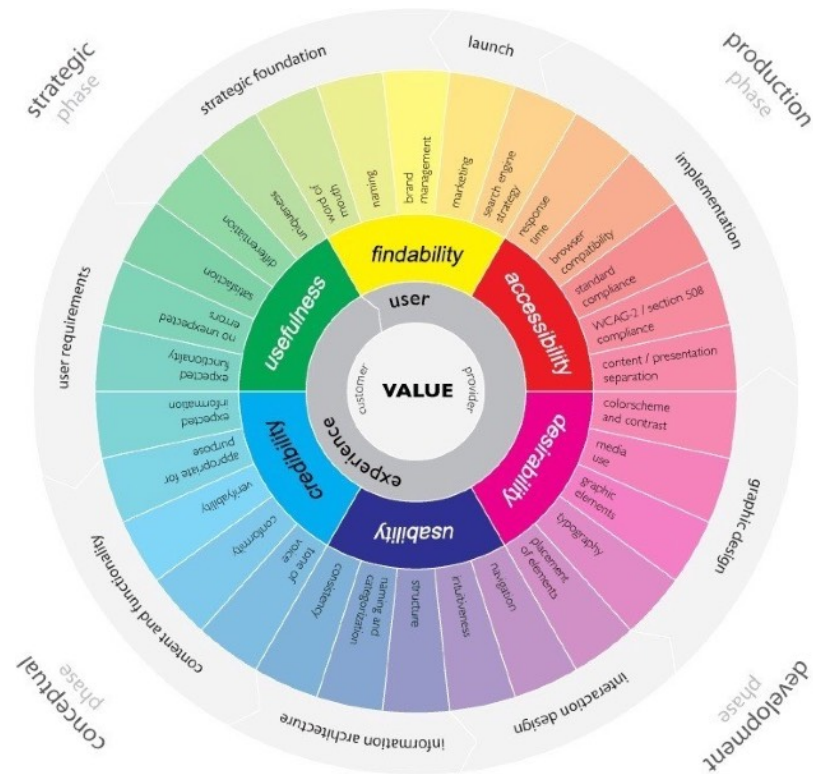 strategic
phase
production
phase
conceptual
phase
development
phase
strategic foundation
launch
implementation
graphic design
interaction design
information architecture
content and functionality
user requirements
uniqueness
word of
mouth
naming
brand
management
marketing
search engine
strategy
response
time
browser
compatibility
standard
compliance
WCAG-2 / section 508
compliance
content / presentation
separation
colorscheme
and contrast
media
use
graphic
elements
typography
placement
of elements
navigation
intuitiveness
structure
naming and
categorization
consistency
tone of
voice
conformity
verifyability
appropriate for
purpose
expected
information
expected
functionality
no unexpected
errors
satisfaction
differentiation
findability
accessibility
desirability
usability
credibility
usefulness
user
experience
customer
VALUE
provider